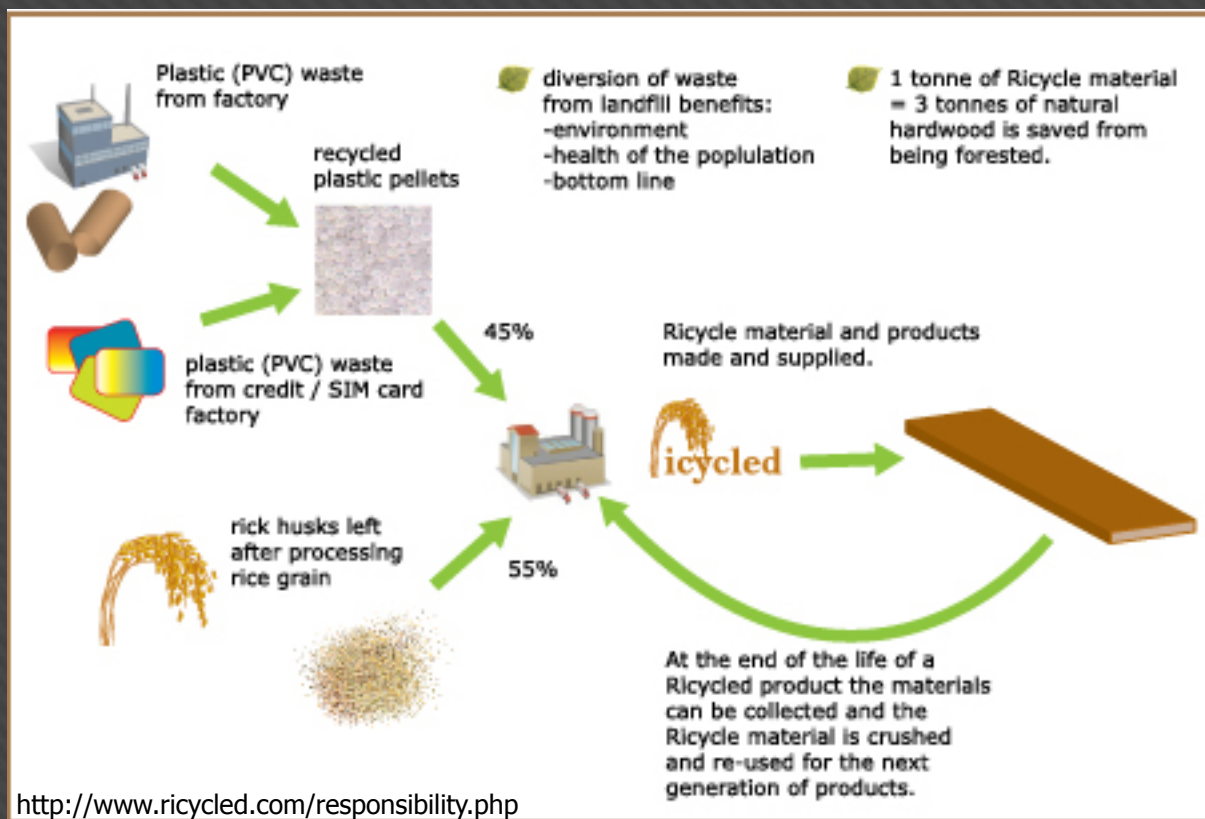 Plastic (PVC) waste
from factory
diversion of waste
from landfill benefits:
-environment
-health of the poplulation
-bottom line
1 tonne of Ricycle material
= 3 tonnes of natural
hardwood is saved from
being forested.
recycled
plastic pellets
45%
Ricycle material and products
made and supplied.
plastic (PVC) waste
from credit / SIM card
factory
icycled
rick husks left
after processing
rice grain
55%
At the end of the life of a
Ricycled product the materials
can be collected and the
Ricycle material is crushed
and re-used for the next
generation of products.
http://www.ricycled.com/responsibility.php